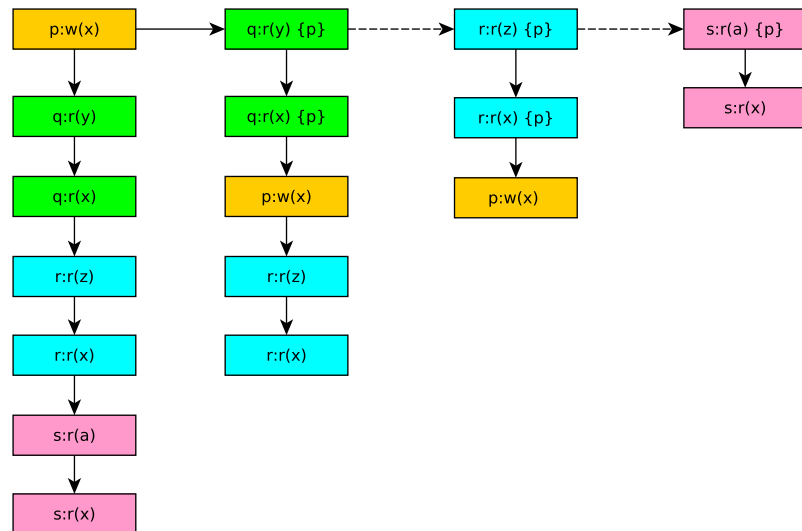 p:w(x)
q:r(y) {p}
r:r(z) {p}
s:r(a) {p}
q:r(y)
q:r(x) {p}
r:r(x) {p}
s:r(x)
q:r(x)
p:w(x)
p:w(x)
r:r(z)
r:r(z)
r:r(x)
r:r(x)
s:r(a)
s:r(x)